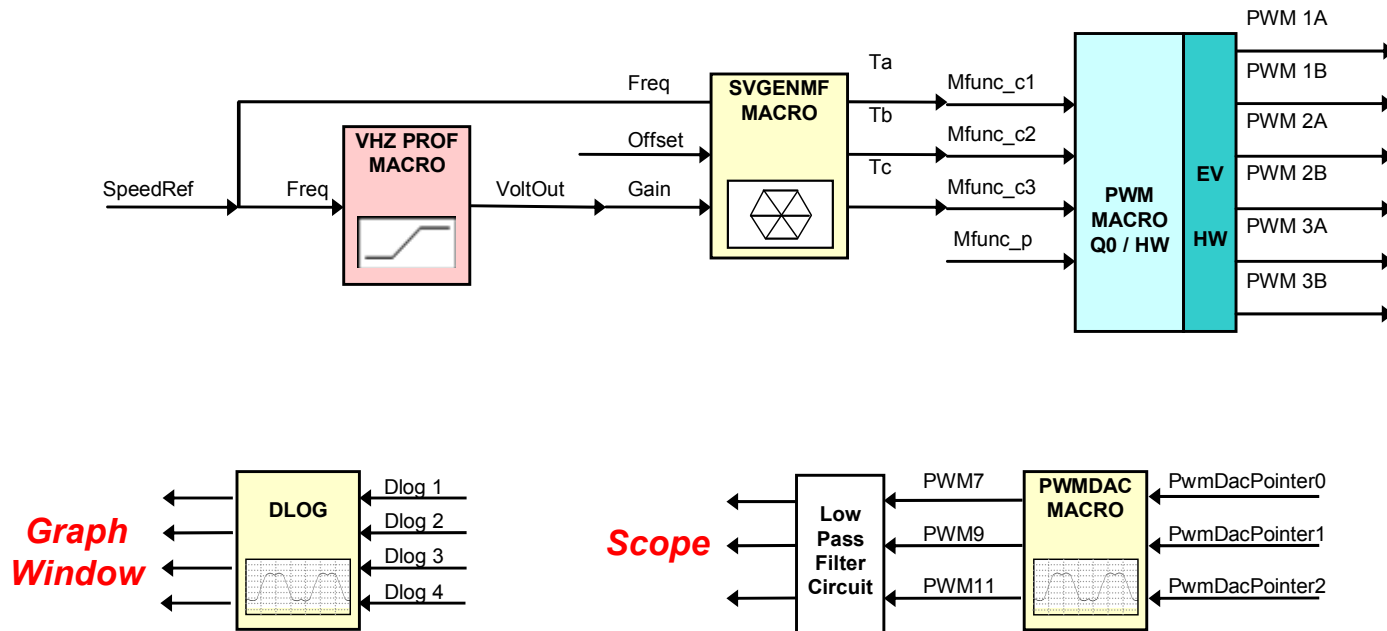 PWM 1A
Ta
Freq
SVGENMF
MACRO
Mfunc_c1
PWM 1B
Tb
VHZ PROF
MACRO
Offset
Mfunc_c2
PWM 2A
Tc
SpeedRef
Freq
VoltOut
Gain
Mfunc_c3
PWM
MACRO
Q0 / HW
EV
HW
PWM 2B
Mfunc_p
PWM 3A
PWM 3B
Graph
Window
DLOG
Dlog 1
Dlog 2
Dlog 3
Dlog 4
Scope
Low
Pass
Filter
Circuit
PWM7
PWM9
PWM11
PWMDAC
MACRO
PwmDacPointer0
PwmDacPointer1
PwmDacPointer2